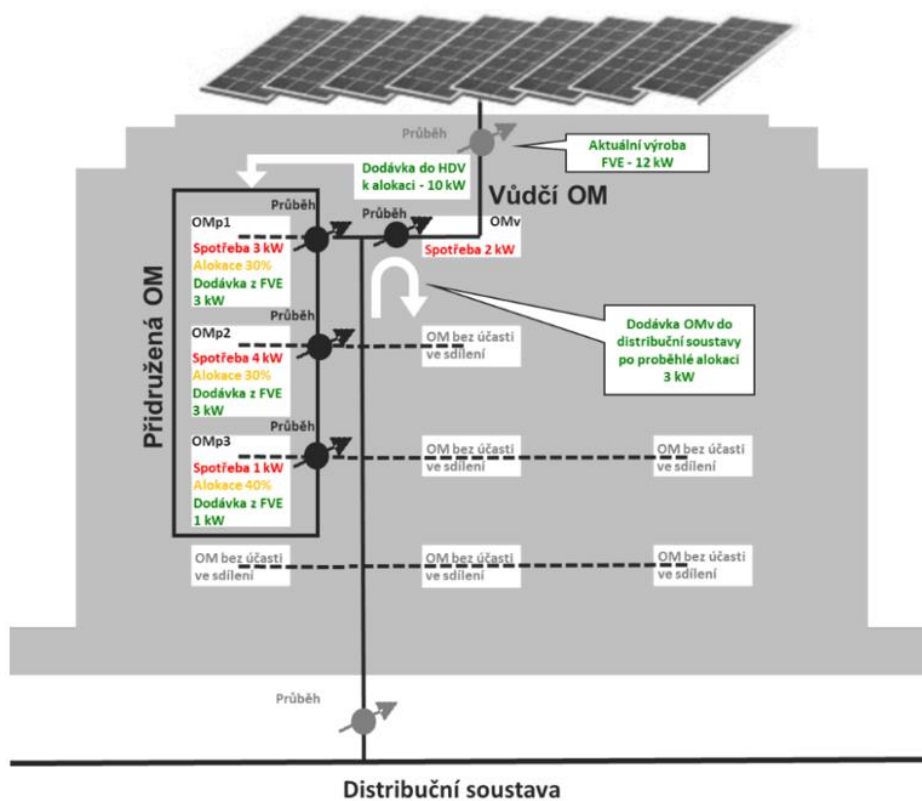 Průběh
Aktuální výroba
FVE - 12 kW
Dodávka do HDV
k alokaci - 10 kW
Vůdčí OM
Průběh
Průběh
OMv
OMp1
Spotřeba 3 kW
Alokace 30%
Dodávka z FVE
3 kW
Spotřeba 2 kW
Přidružená OM
Průběh
OMp2
Spotřeba 4 kW
Alokace 30%
Dodávka z FVE
3 kW
OM bez účasti
ve sdílení
Dodávka OMv do
distribuční soustavy
po proběhlé alokaci
3 kW
Průběh
OMp3
Spotřeba 1 kW
Alokace 40%
Dodávka z FVE
1 kW
OM bez účasti
ve sdílení
OM bez účasti
ve sdílení
OM bez účasti
ve sdílení
OM bez účasti
ve sdílení
OM bez účasti
ve sdílení
Průběh
Distribuční soustava